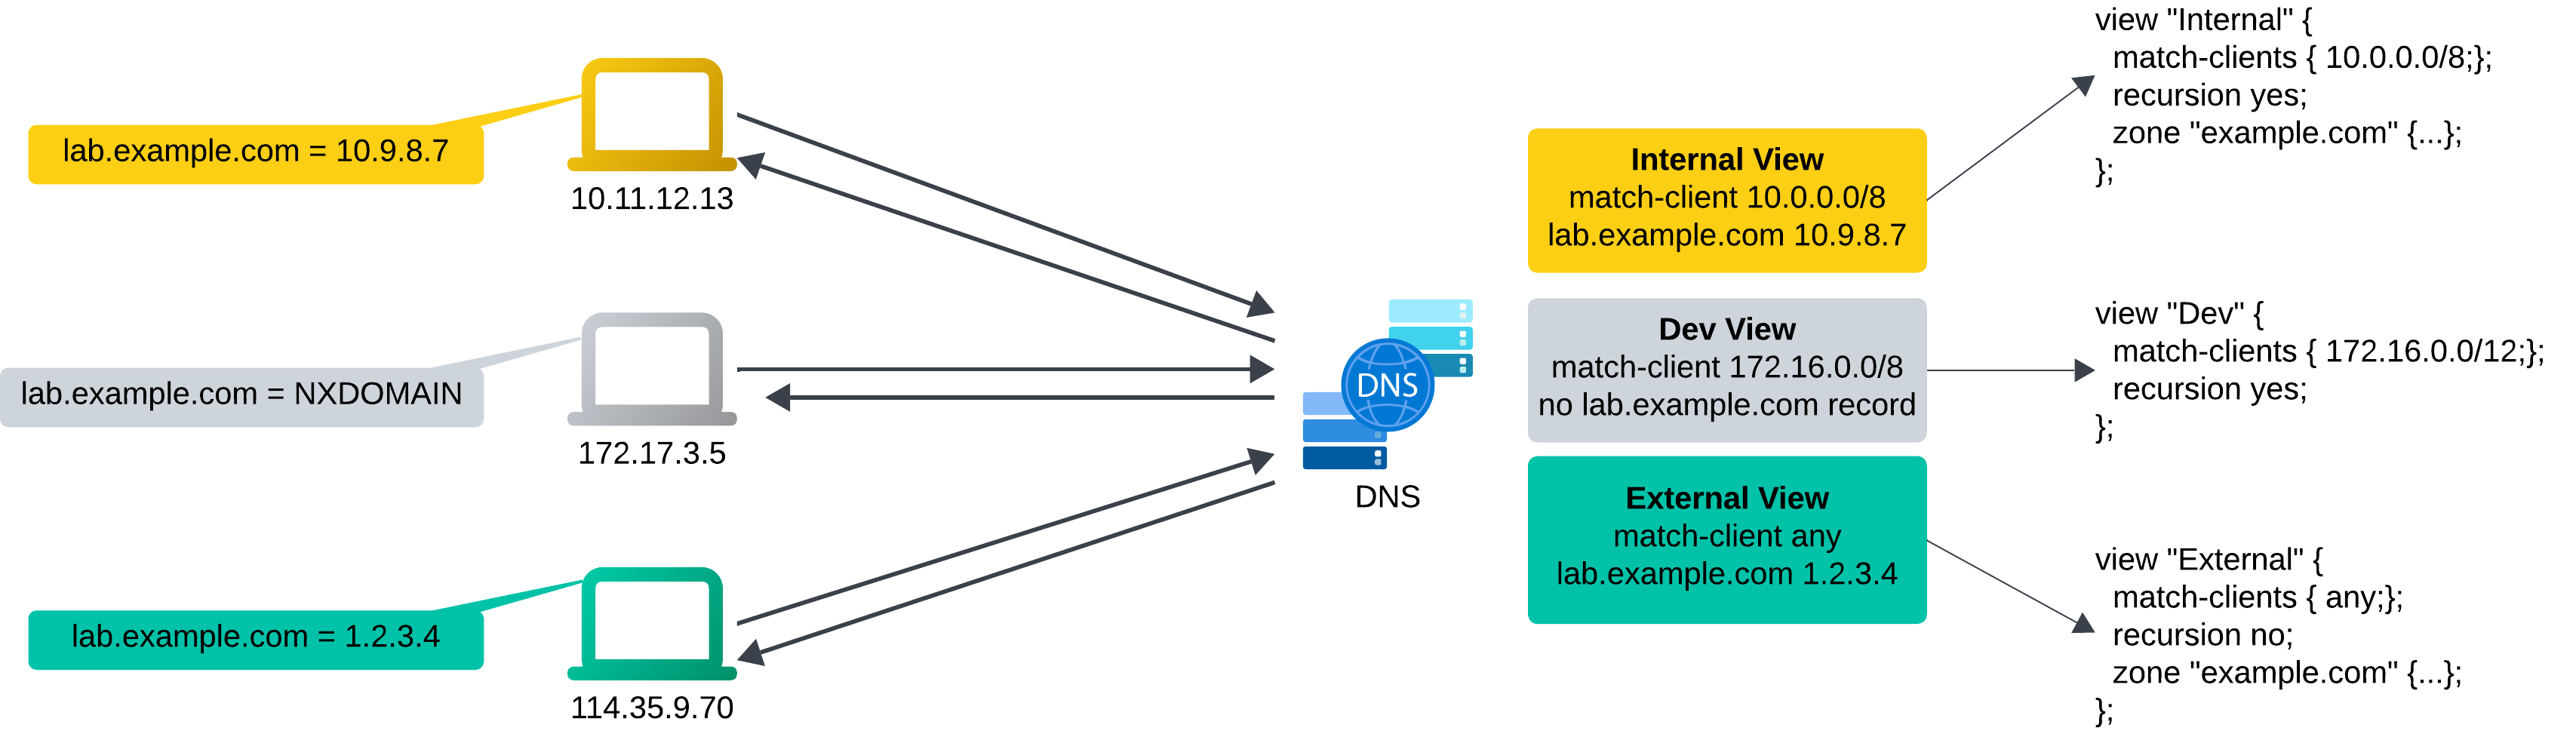 lab.example.com = 10.9.8.7
10.11.12.13
lab.example.com = NXDOMAIN
172.17.3.5
lab.example.com = 1.2.3.4
114.35.9.70
DNS
DNS
Internal View
match-client 10.0.0.0/8
lab.example.com 10.9.8.7
Dev View
match-client 172.16.0.0/8
no lab.example.com record
External View
match-client any
lab.example.com 1.2.3.4
view "Internal" {
match-clients { 10.0.0.0/8;};
recursion yes;
zone "example.com" {...};
};
view "Dev" {
match-clients { 172.16.0.0/12;};
recursion yes;
};
view "External" {
match-clients { any;};
recursion no;
zone "example.com" {...};
};